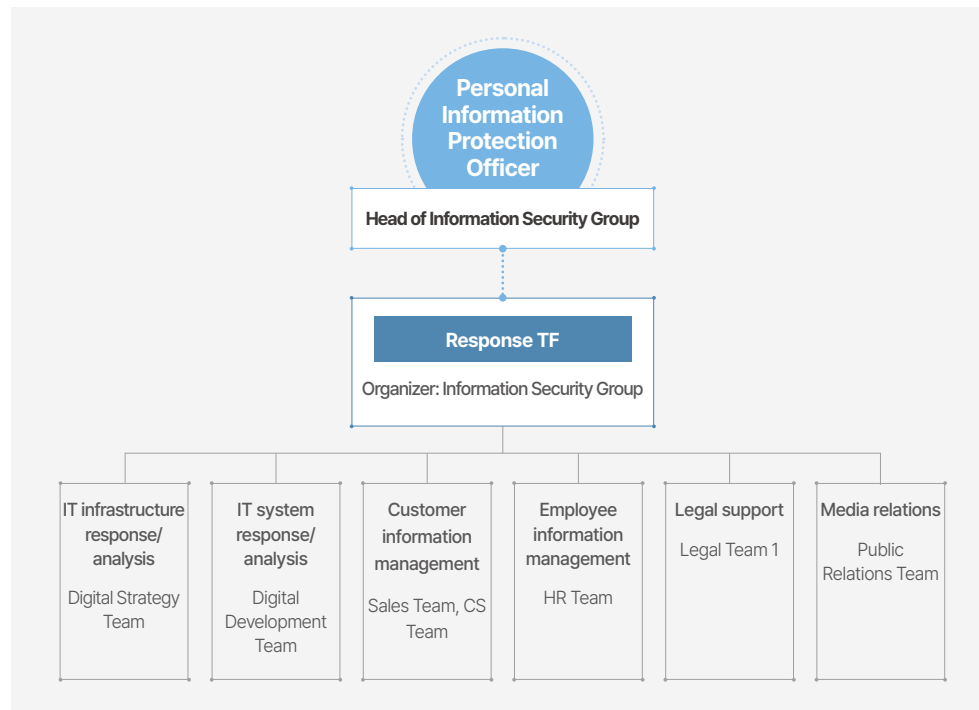 Personal
Information
Protection
Officer
Head of Information Security Group
Response TF
Organizer: Information Security Group
IT infrastructure
response/
analysis
Digital Strategy
Team
IT system
response/
analysis
Digital
Development
Team
Customer
information
management
Sales Team, CS
Team
Employee
information
management
HR Team
Legal support
Legal Team 1
Media relations
Public
Relations Team